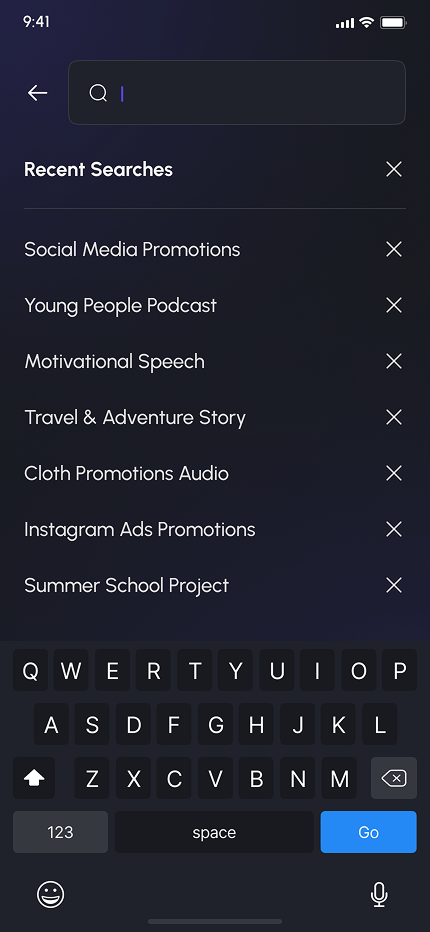 9:41
Recent Searches
Social Media Promotions
Young People Podcast
Motivational Speech
Travel & Adventure Story
Cloth Promotions Audio
Instagram Ads Promotions
Summer School Project
Q W E R T Y U I O P
A S D F G H J K L
Z X C V B N M
123 space Go